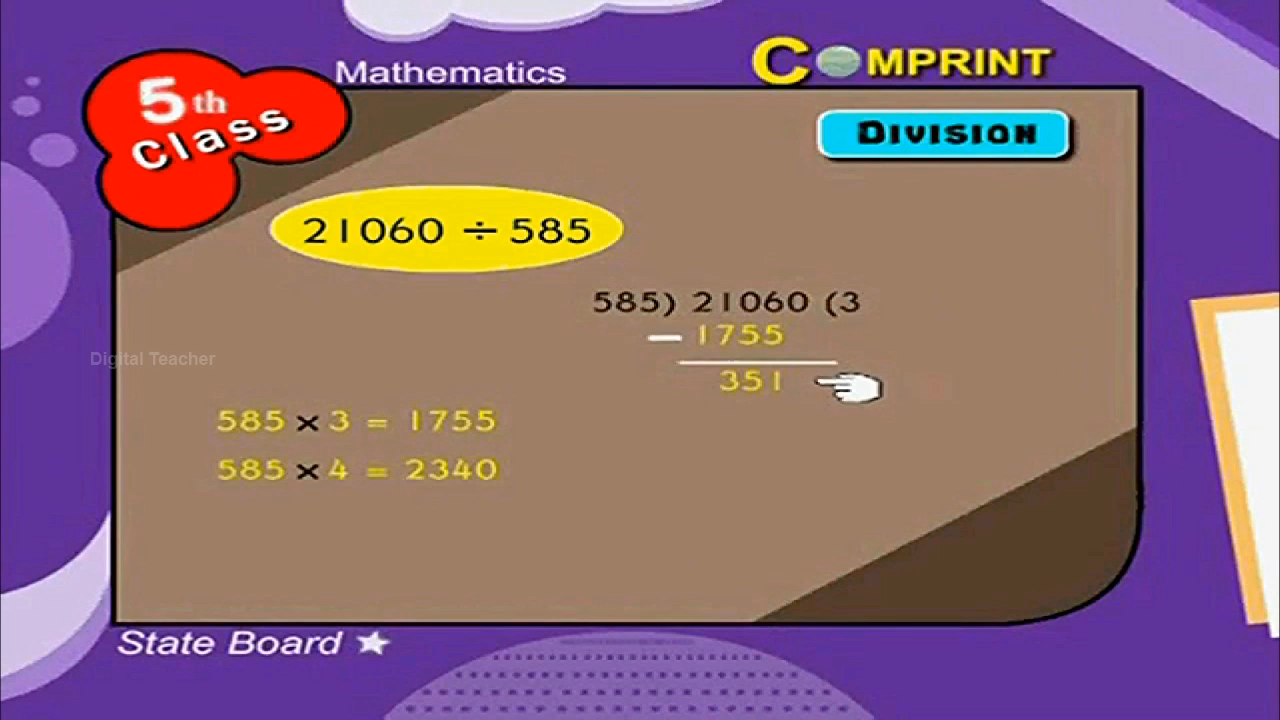 Mathematics
COMPRINT
5th
Class
DIVISION
21060 ÷ 585
585) 21060 (3
– 1755
351
Digital Teacher
585 × 3 = 1755
585 × 4 = 2340
State Board